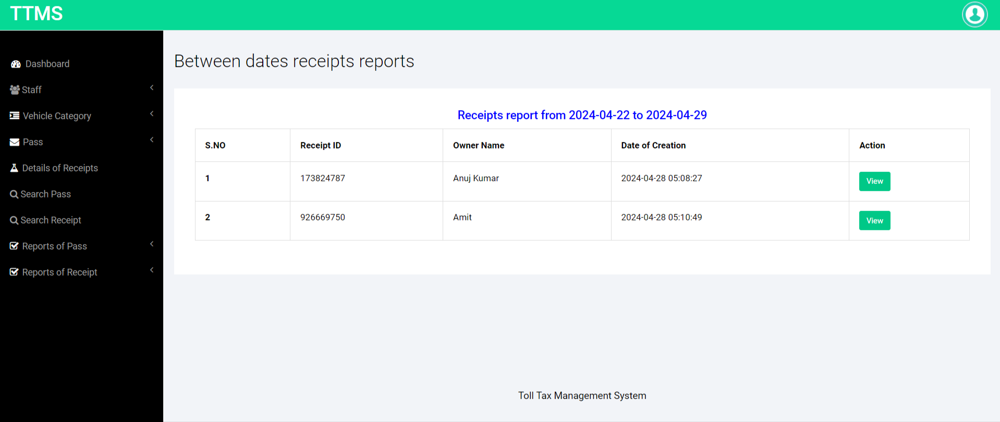 TTMS
Dashboard
Staff
Vehicle Category
Pass
Details of Receipts
Search Pass
Search Receipt
Reports of Pass
Reports of Receipt
Between dates receipts reports
Receipts report from 2024-04-22 to 2024-04-29
S.NO Receipt ID Owner Name Date of Creation Action
1 173824787 Anuj Kumar 2024-04-28 05:08:27 View
2 926669750 Amit 2024-04-28 05:10:49 View
Toll Tax Management System